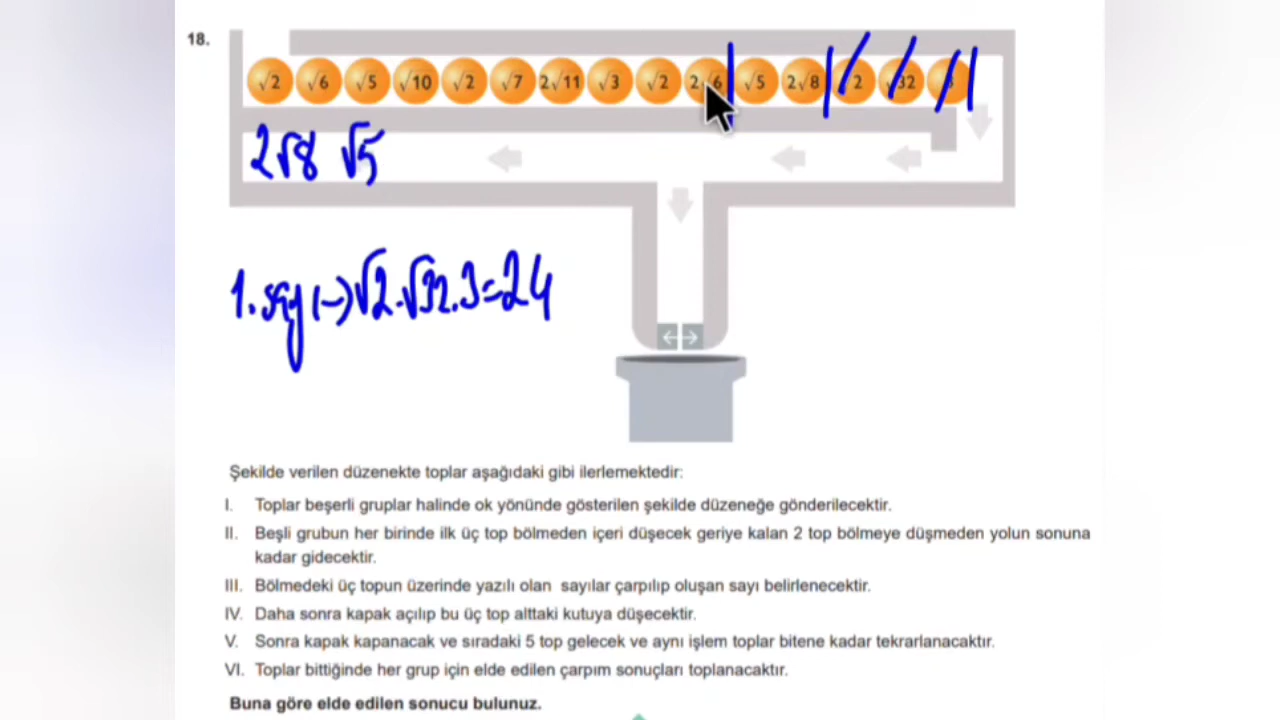 18.
√2 √6 √5 √10 √2 √7 2√11 √3 √2 2√6 √5 2√8 √2 √32 3
2√8 √5
1. sayı → √2 . √32 . 3 = 24
Şekilde verilen düzenekte toplar aşağıdaki gibi ilerlemektedir:
I. Toplar beşerli gruplar halinde ok yönünde gösterilen şekilde düzeneğe gönderilecektir.
II. Beşli grubun her birinde ilk üç top bölmeden içeri düşecek geriye kalan 2 top bölmeye düşmeden yolun sonuna
kadar gidecektir.
III. Bölmedeki üç topun üzerinde yazılı olan sayılar çarpılıp oluşan sayı belirlenecektir.
IV. Daha sonra kapak açılıp bu üç top alttaki kutuya düşecektir.
V. Sonra kapak kapanacak ve sıradaki 5 top gelecek ve aynı işlem toplar bitene kadar tekrarlanacaktır.
VI. Toplar bittiğinde her grup için elde edilen çarpım sonuçları toplanacaktır.
Buna göre elde edilen sonucu bulunuz.